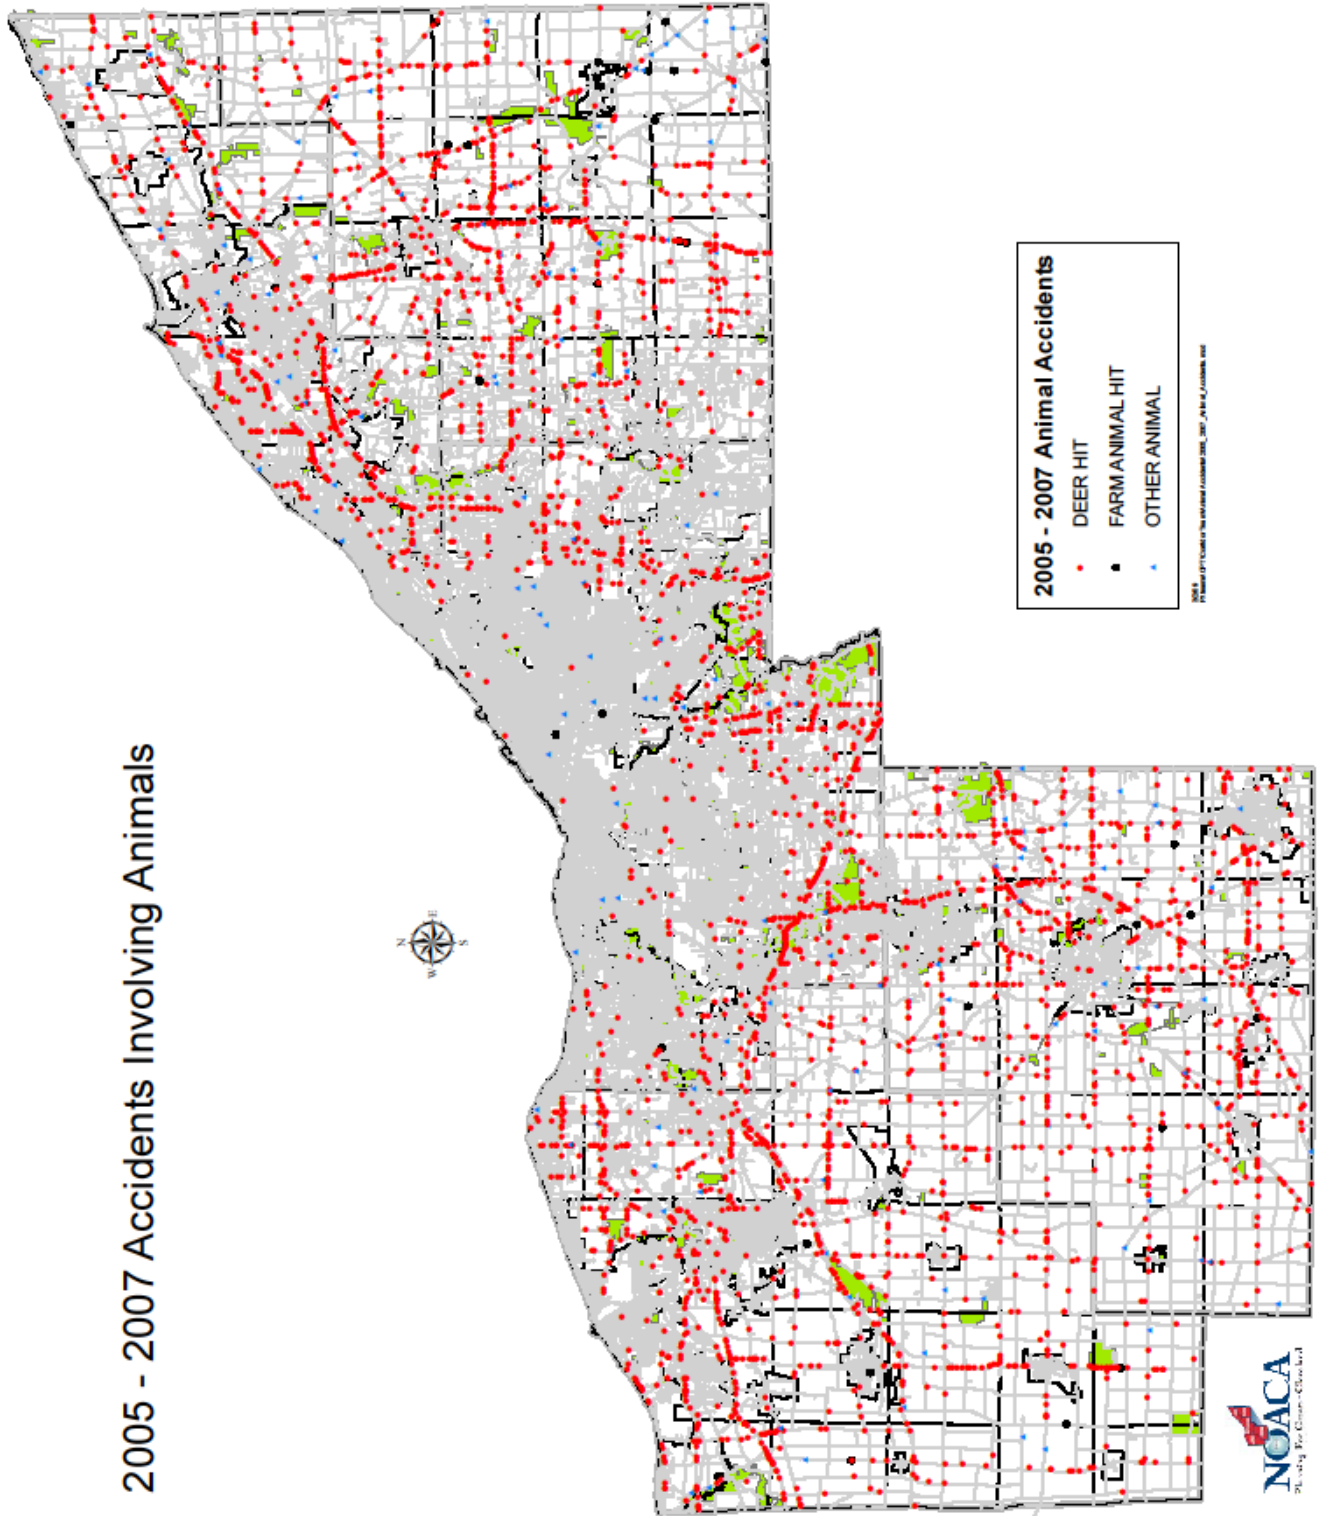 2005 - 2007 Accidents Involving Animals
N
W
E
S
2005 - 2007 Animal Accidents
DEER HIT
FARM ANIMAL HIT
OTHER ANIMAL
NOACA